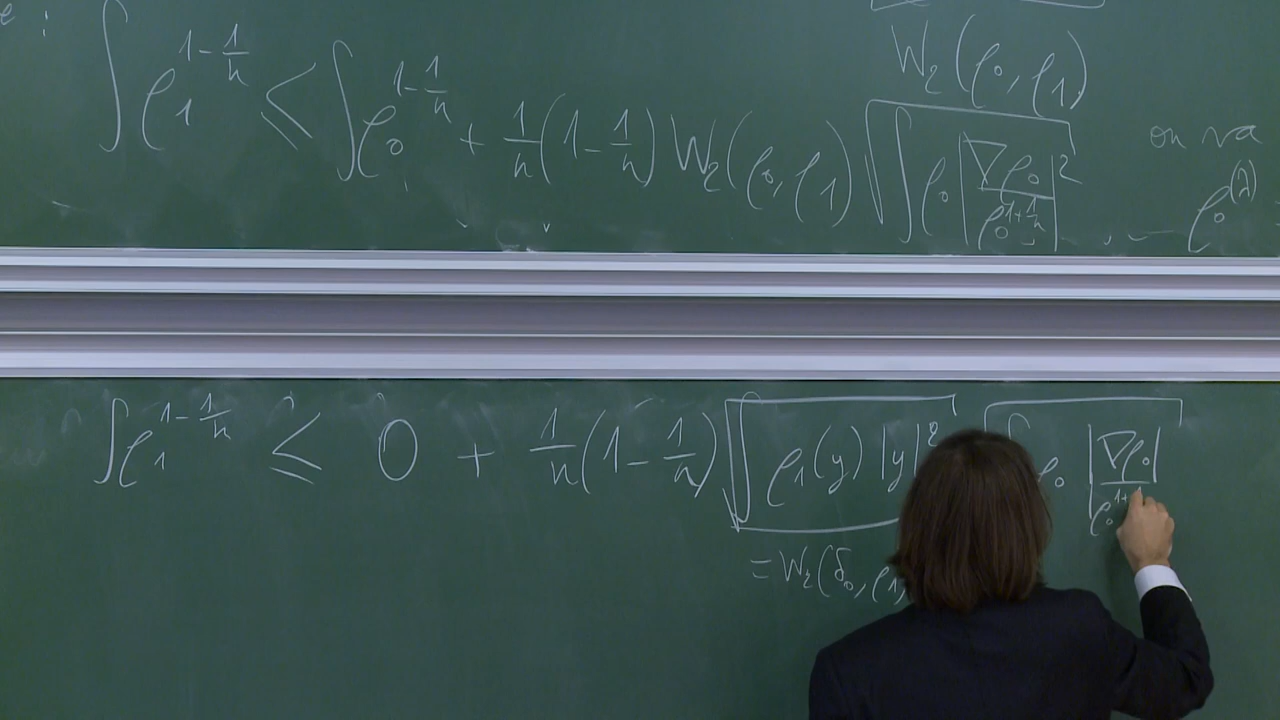 e :
W₂(ρ₀, ρ₁)
∫ρ₁^{1-1/n} ≤ ∫ρ₀^{1-1/n} + 1/n(1-1/n) W₂(ρ₀, ρ₁) √∫ρ₀|∇ρ₀/ρ₀^{1+1/n}|²
on va
ρ₀^{(λ)}
∫ρ₁^{1-1/n} ≤ 0 + 1/n(1-1/n) √∫ρ₁(y)|y|² √∫ρ₀|∇ρ₀/ρ₀^{1+1
= W₂(δ₀, ρ₁)